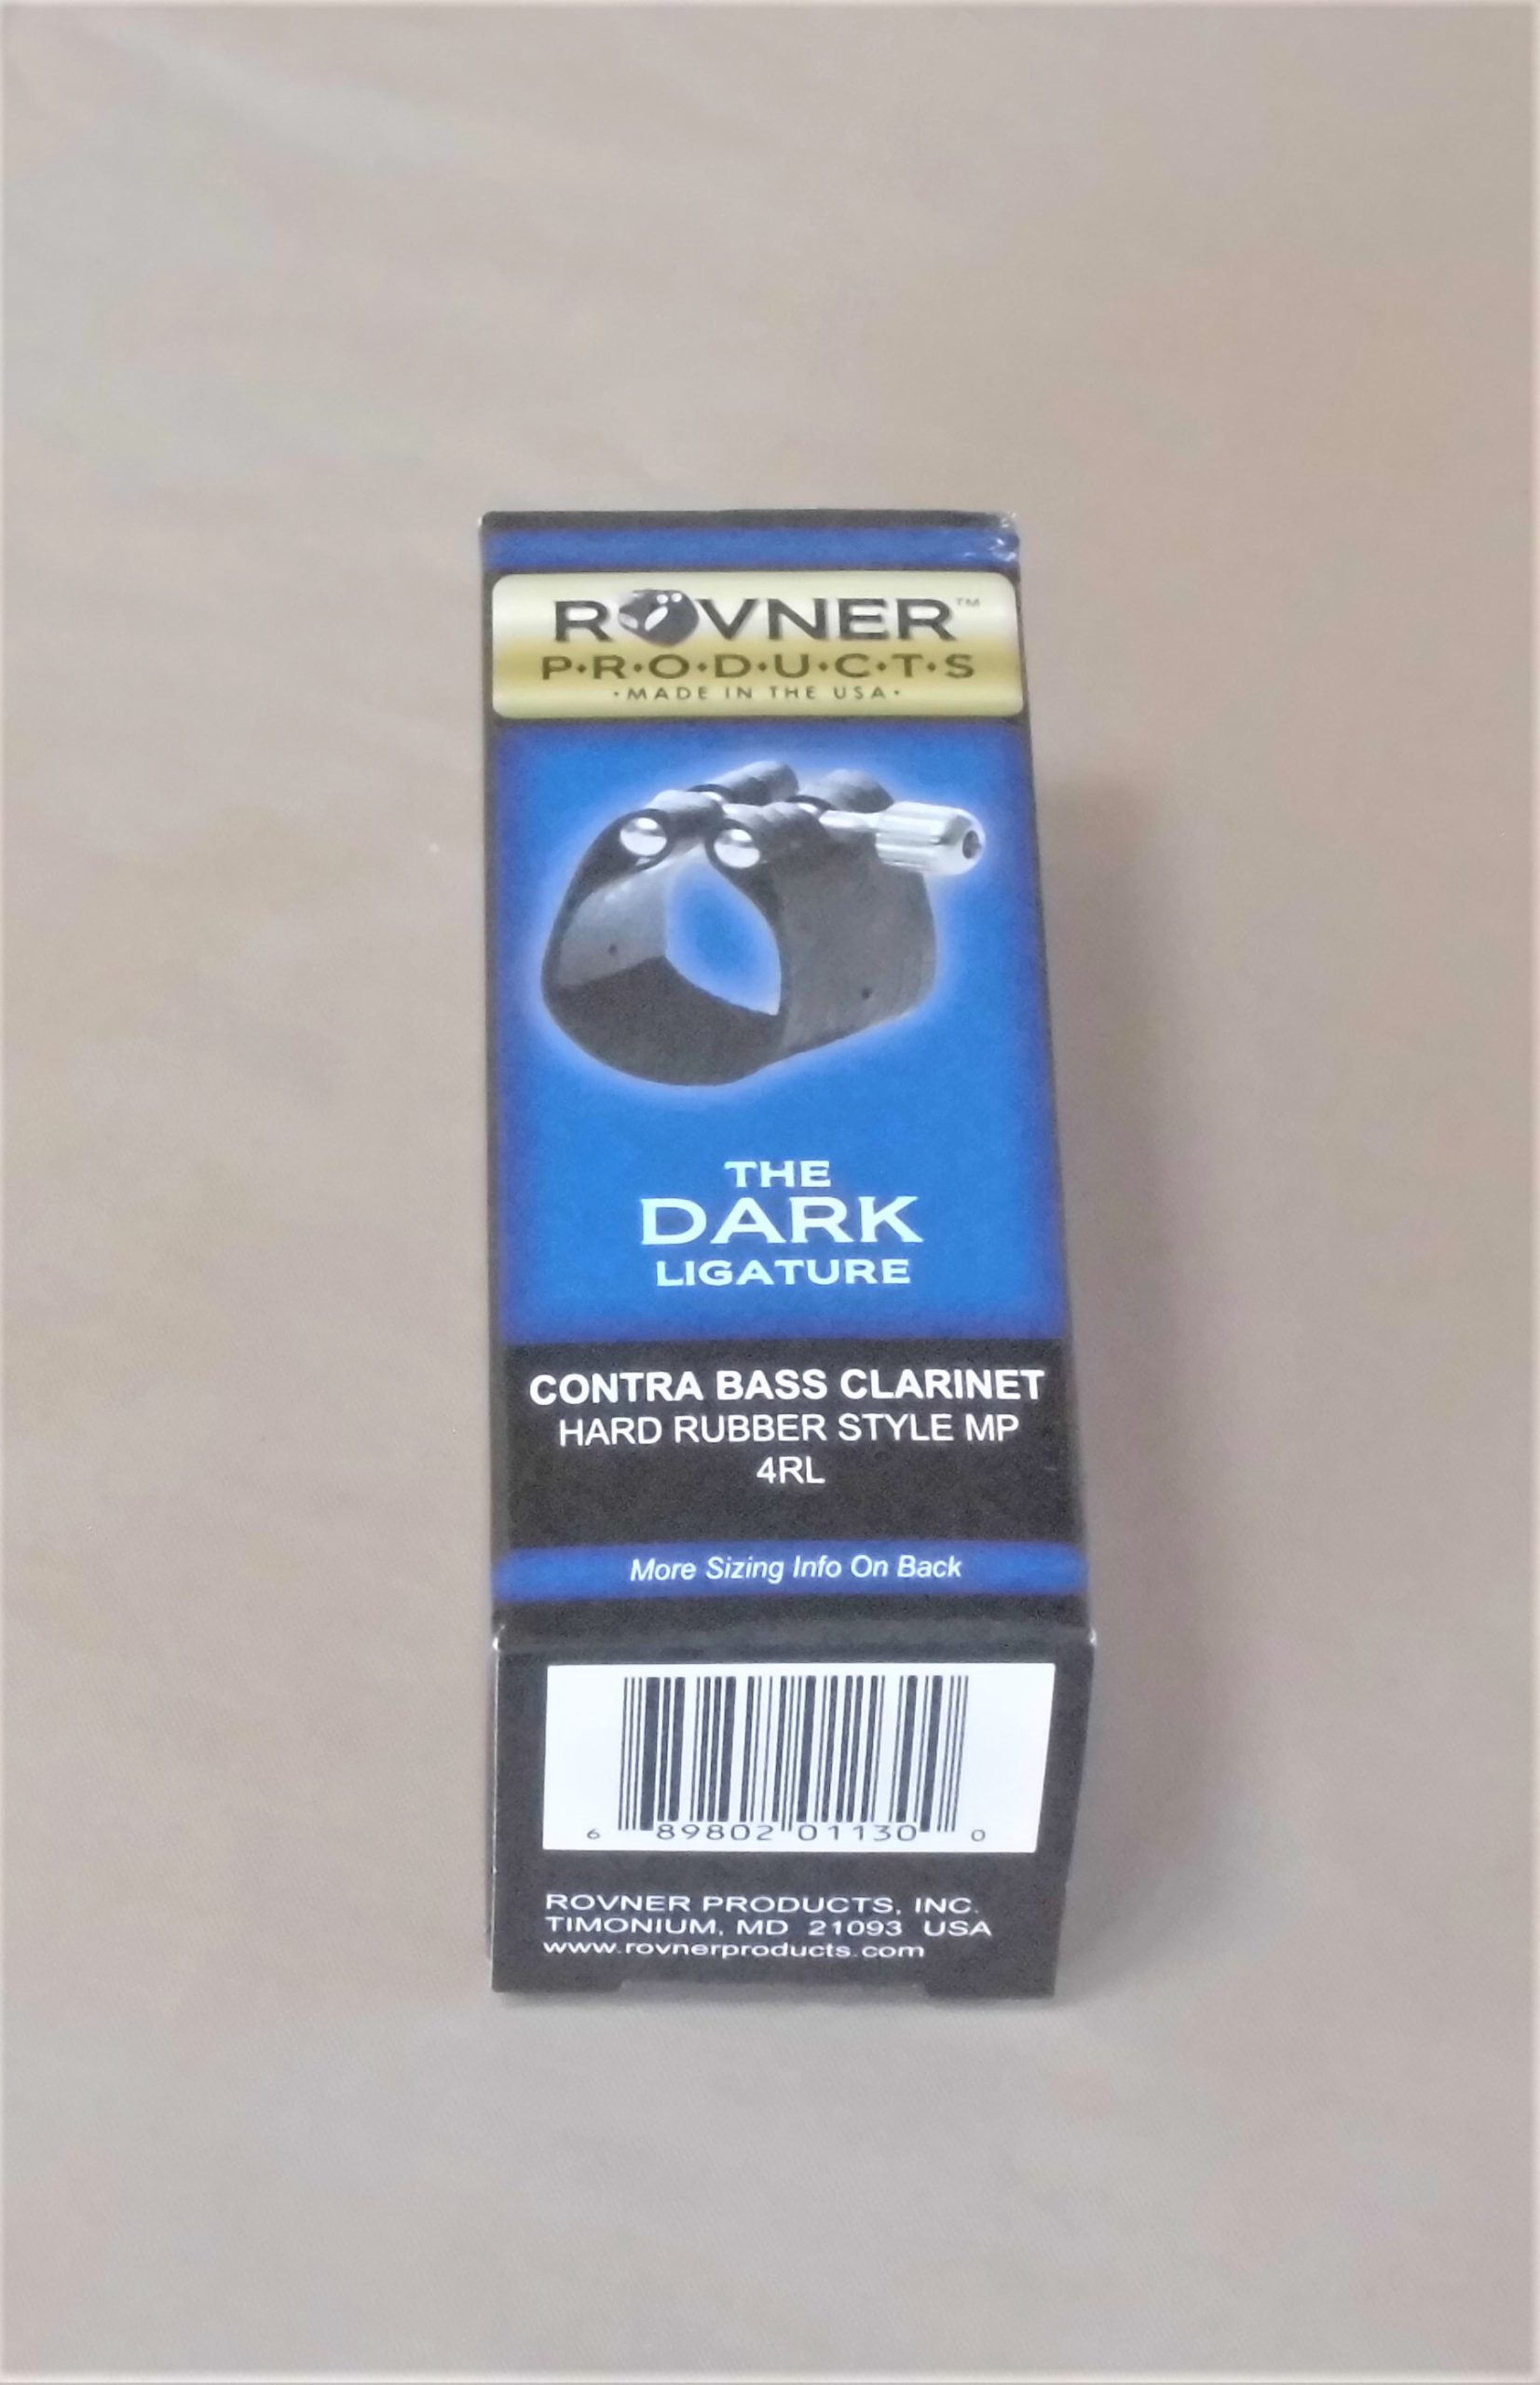 ROVNER™
P•R•O•D•U•C•T•S
•MADE IN THE USA•
THE
DARK
LIGATURE
CONTRA BASS CLARINET
HARD RUBBER STYLE MP
4RL
More Sizing Info On Back
6 89802 01130 0
ROVNER PRODUCTS, INC.
TIMONIUM, MD 21093 USA
www.rovnerproducts.com